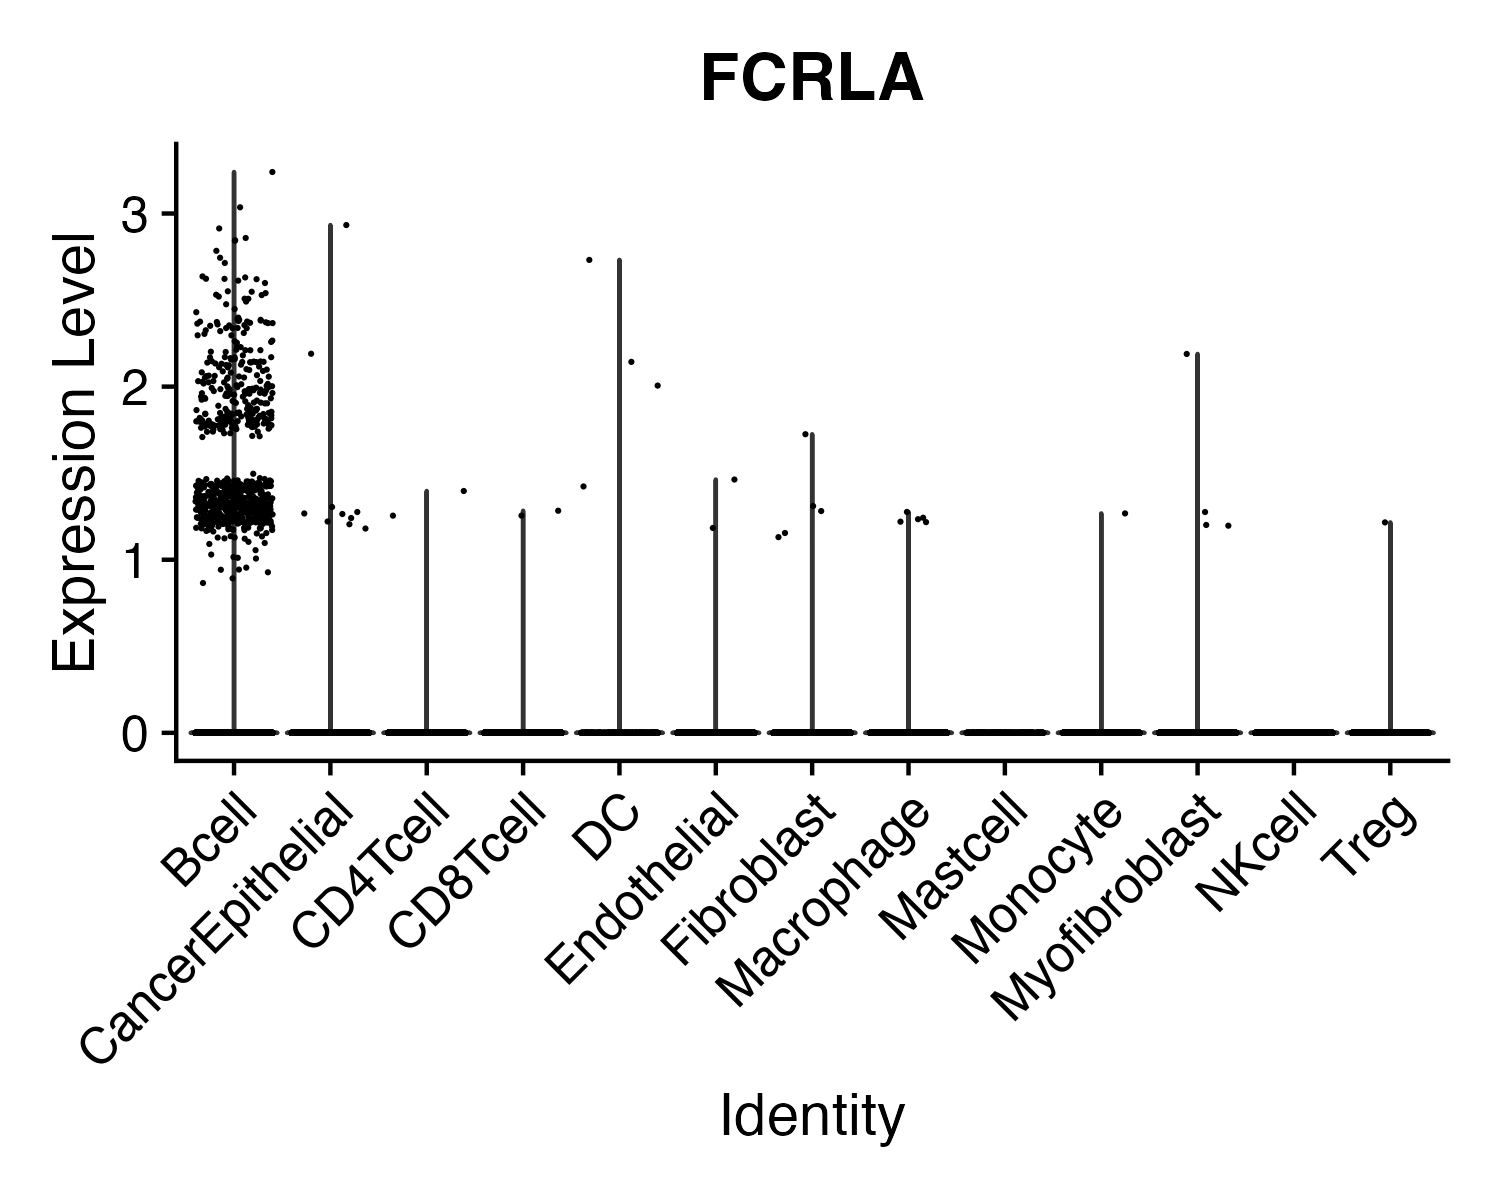 FCRLA
Expression Level
3
2
1
0
Bcell
CancerEpithelial
CD4Tcell
CD8Tcell
DC
Endothelial
Fibroblast
Macrophage
Mastcell
Monocyte
Myofibroblast
NKcell
Treg
Identity